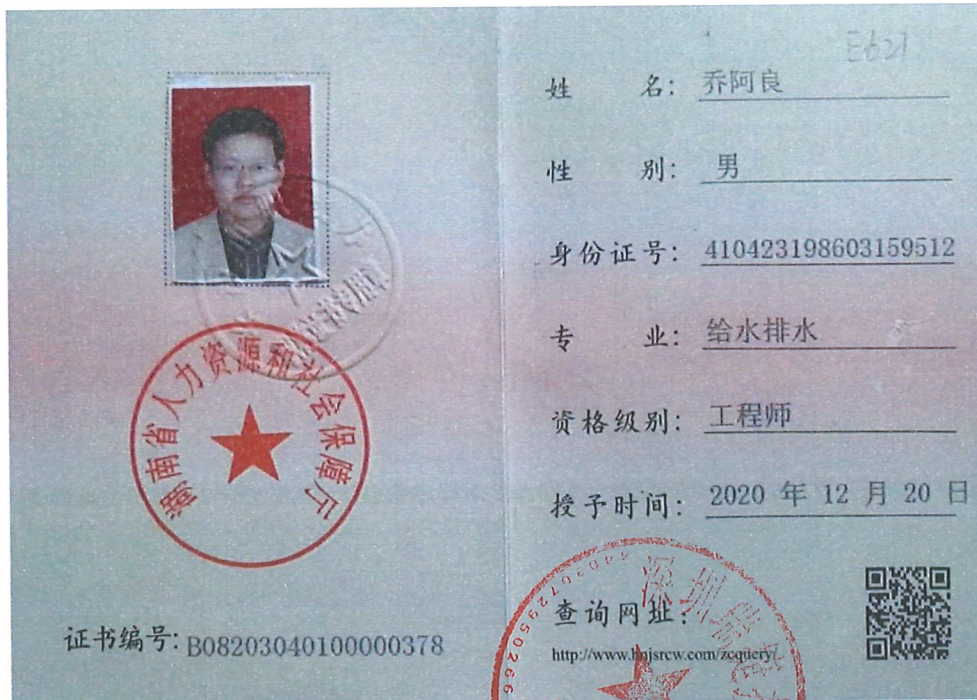 E621
姓 名: 乔阿良
性 别: 男
身份证号: 410423198603159512
专 业: 给水排水
资格级别: 工程师
授予时间: 2020 年 12 月 20 日
查询网址:
http://www.hnjsrcw.com/zcquery/
湖南省人力资源和社会保障厅
证书编号: B08203040100000378
深圳